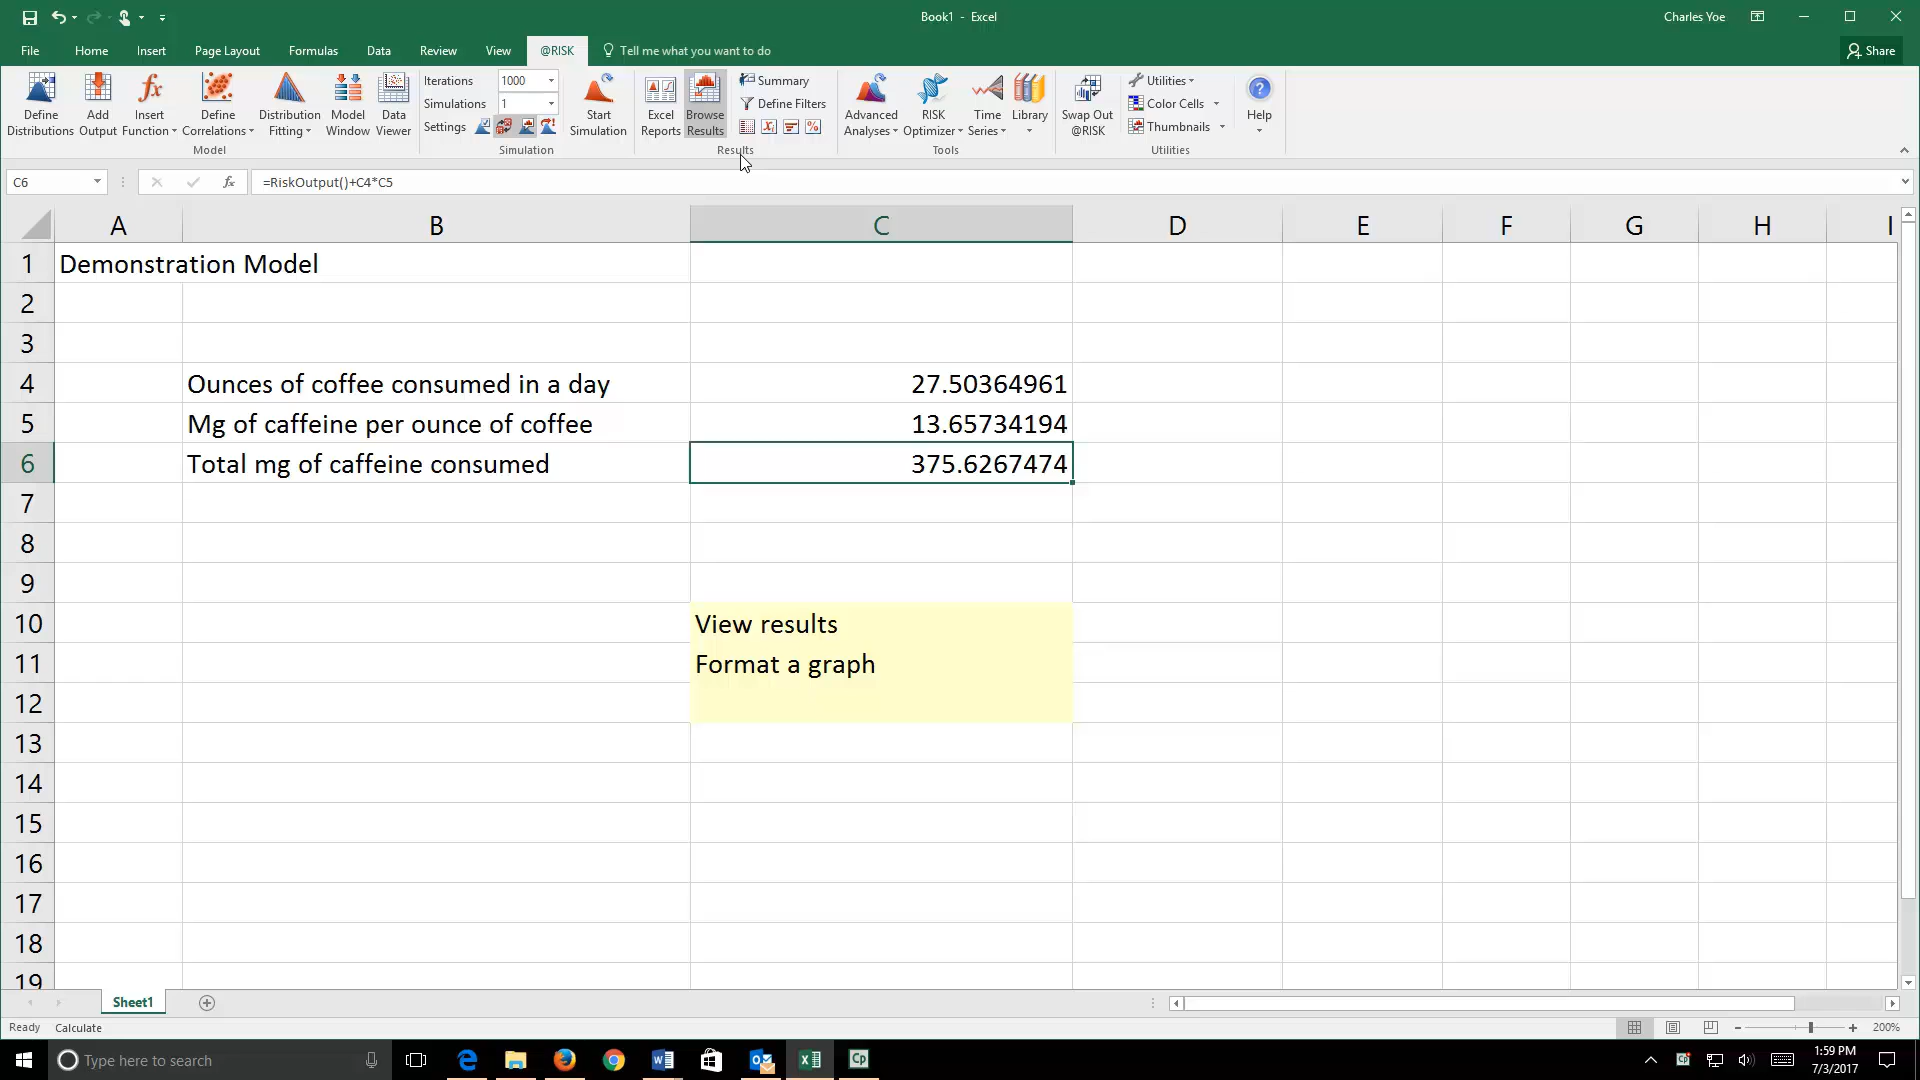 Book1 - Excel
Charles Yoe
File Home Insert Page Layout Formulas Data Review View @RISK Tell me what you want to do
Share
Define Distributions
Add Output
Insert Function
Define Correlations
Distribution Fitting
Model Window
Data Viewer
Model
Iterations 1000
Simulations 1
Settings
Start Simulation
Simulation
Excel Reports
Browse Results
Summary
Define Filters
Results
Advanced Analyses
RISK Optimizer
Time Series
Library
Tools
Swap Out @RISK
Utilities
Color Cells
Thumbnails
Help
Utilities
C6 fx =RiskOutput()+C4*C5
A B C D E F G H I
1 Demonstration Model
2
3
4 Ounces of coffee consumed in a day 27.50364961
5 Mg of caffeine per ounce of coffee 13.65734194
6 Total mg of caffeine consumed 375.6267474
7
8
9
10 View results
11 Format a graph
12
13
14
15
16
17
18
19
Sheet1
Ready Calculate
200%
Type here to search
1:59 PM
7/3/2017